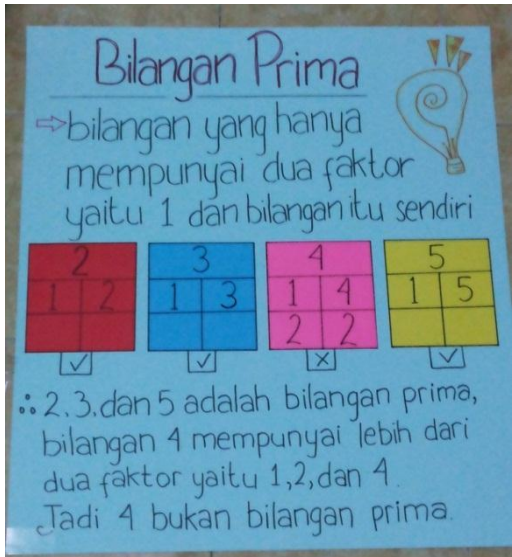 Bilangan Prima
⇨bilangan yang hanya
mempunyai dua faktor
yaitu 1 dan bilangan itu sendiri
2 3 4 5
1 2 1 3 1 4 1 5
2 2
✓ ✓ × ✓
∴ 2,3,dan 5 adalah bilangan prima,
bilangan 4 mempunyai lebih dari
dua faktor yaitu 1,2,dan 4.
Jadi 4 bukan bilangan prima.